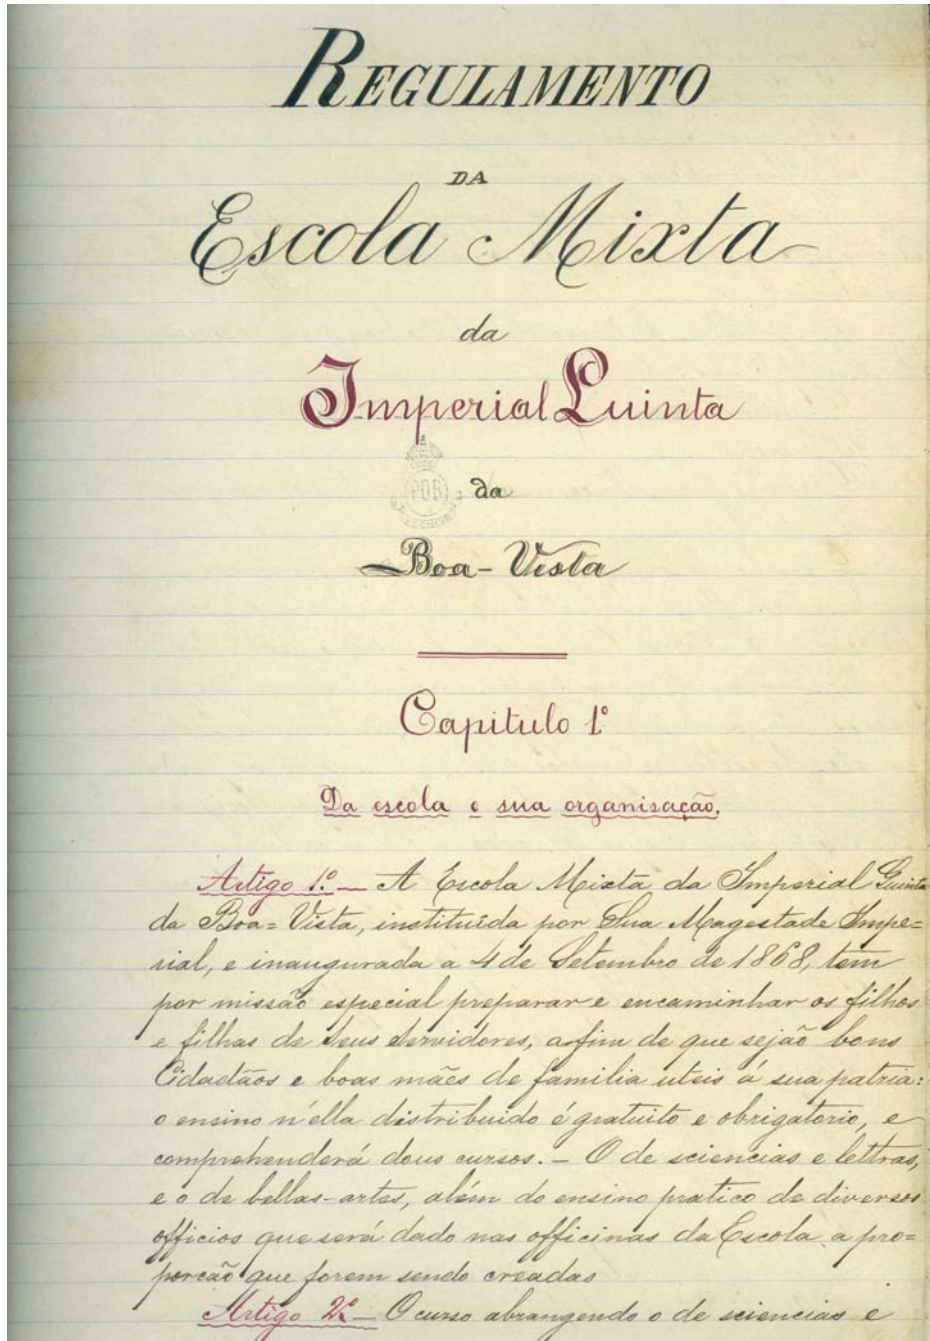 REGULAMENTO
DA
Escola Mixta
da
Imperial Quinta
POB
da
Boa-Vista
Capitulo 1º
Da escola e sua organisação.
Artigo 1º — A Escola Mixta da Imperial Quinta
da Boa=Vista, instituída por Sua Magestade Impe=
rial, e inaugurada a 4 de Setembro de 1868, tem
por missão especial preparar e encaminhar os filhos
e filhas de Seus Servidores, a fim de que sejão bons
Cidadãos e boas mães de familia uteis á sua patria:
o ensino n'ella distribuido é gratuito e obrigatorio, e
comprehenderá dous cursos. — O de sciencias e lettras,
e o de bellas-artes, além do ensino pratico de diversos
officios que será dado nas officinas da Escola a pro=
porcão que forem sendo creadas
Artigo 2º — O curso abrangendo o de sciencias e